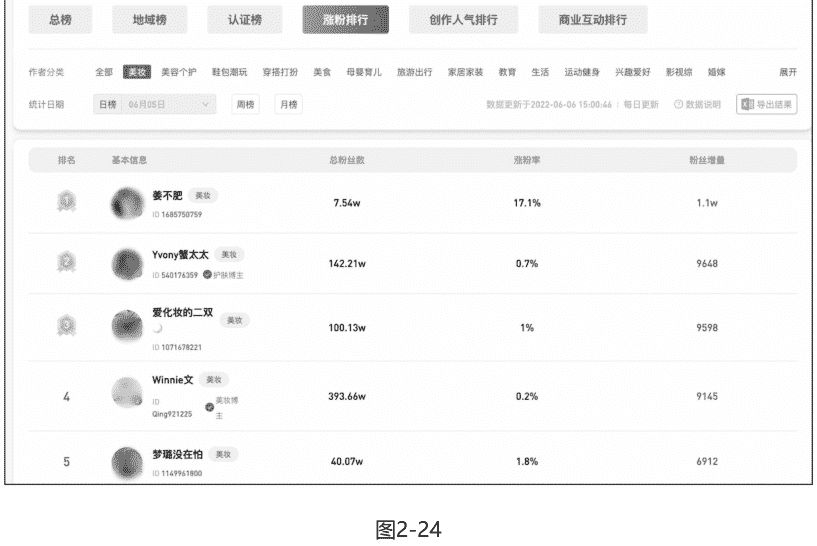 总榜 地域榜 认证榜 涨粉排行 创作人气排行 商业互动排行
作者分类 全部 美妆 美容个护 鞋包潮玩 穿搭打扮 美食 母婴育儿 旅游出行 家居家装 教育 生活 运动健身 兴趣爱好 影视综 婚嫁 展开
统计日期 日榜 06月05日 周榜 月榜 数据更新于2022-06-06 15:00:46 | 每日更新 数据说明 导出结果
排名 基本信息 总粉丝数 涨粉率 粉丝增量
1 姜不肥 美妆 7.54w 17.1% 1.1w
ID 1685750759
2 Yvony蟹太太 美妆 142.21w 0.7% 9648
ID 540176359 护肤博主
3 爱化妆的二双🌙 美妆 100.13w 1% 9598
ID 1071678221
4 Winnie文 美妆 393.66w 0.2% 9145
ID Qing921225 美妆博主
5 梦璐没在怕 美妆 40.07w 1.8% 6912
ID 1149961800
图2-24